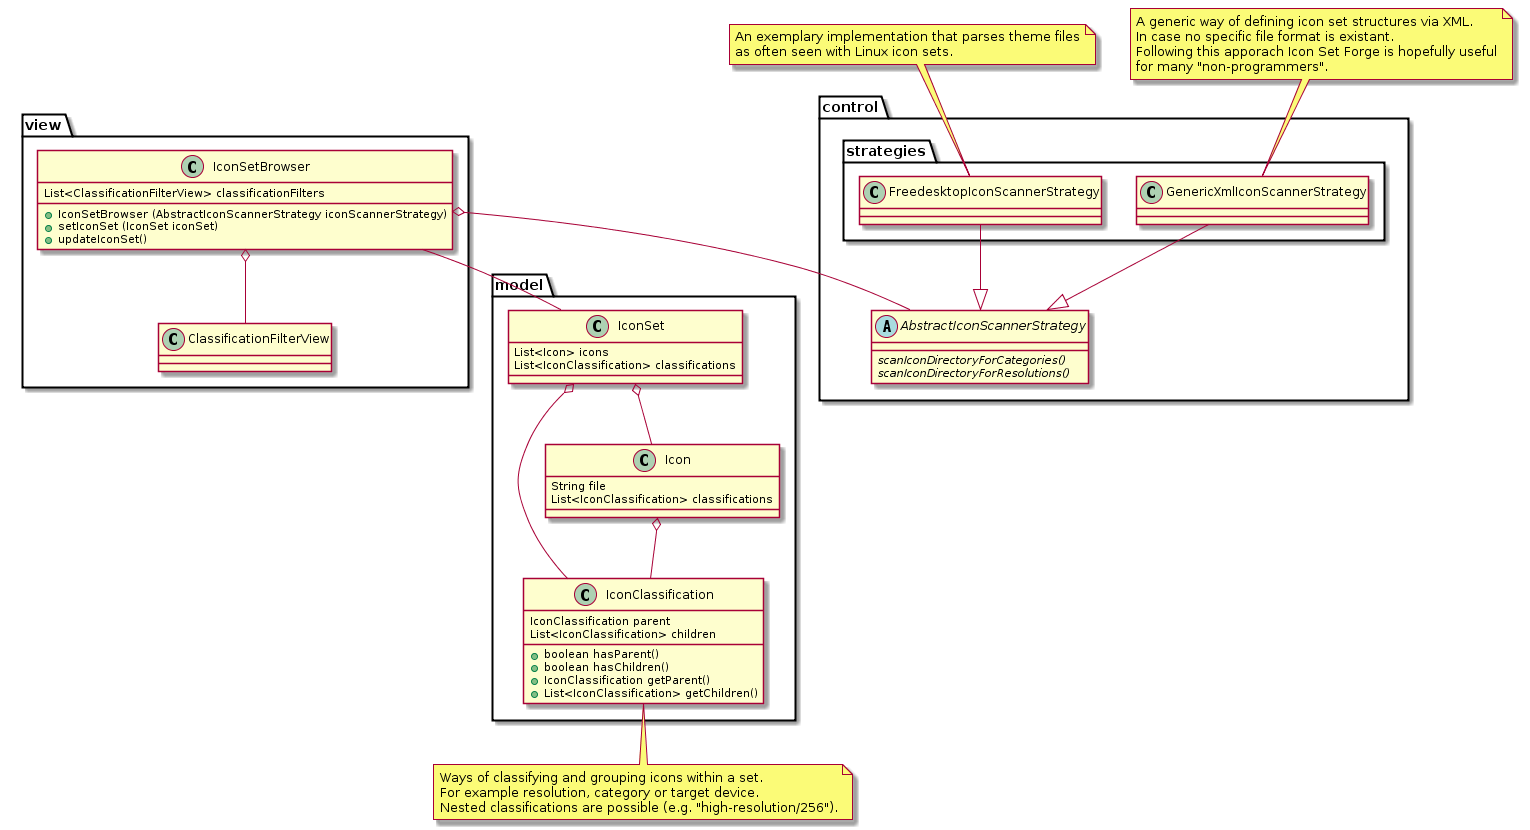 An exemplary implementation that parses theme files
as often seen with Linux icon sets.
A generic way of defining icon set structures via XML.
In case no specific file format is existant.
Following this apporach Icon Set Forge is hopefully useful
for many "non-programmers".
view
C IconSetBrowser
List<ClassificationFilterView> classificationFilters
IconSetBrowser (AbstractIconScannerStrategy iconScannerStrategy)
setIconSet (IconSet iconSet)
updateIconSet()
C ClassificationFilterView
control
strategies
C FreedesktopIconScannerStrategy
C GenericXmlIconScannerStrategy
A AbstractIconScannerStrategy
scanIconDirectoryForCategories()
scanIconDirectoryForResolutions()
model
C IconSet
List<Icon> icons
List<IconClassification> classifications
C Icon
String file
List<IconClassification> classifications
C IconClassification
IconClassification parent
List<IconClassification> children
boolean hasParent()
boolean hasChildren()
IconClassification getParent()
List<IconClassification> getChildren()
Ways of classifying and grouping icons within a set.
For example resolution, category or target device.
Nested classifications are possible (e.g. "high-resolution/256").